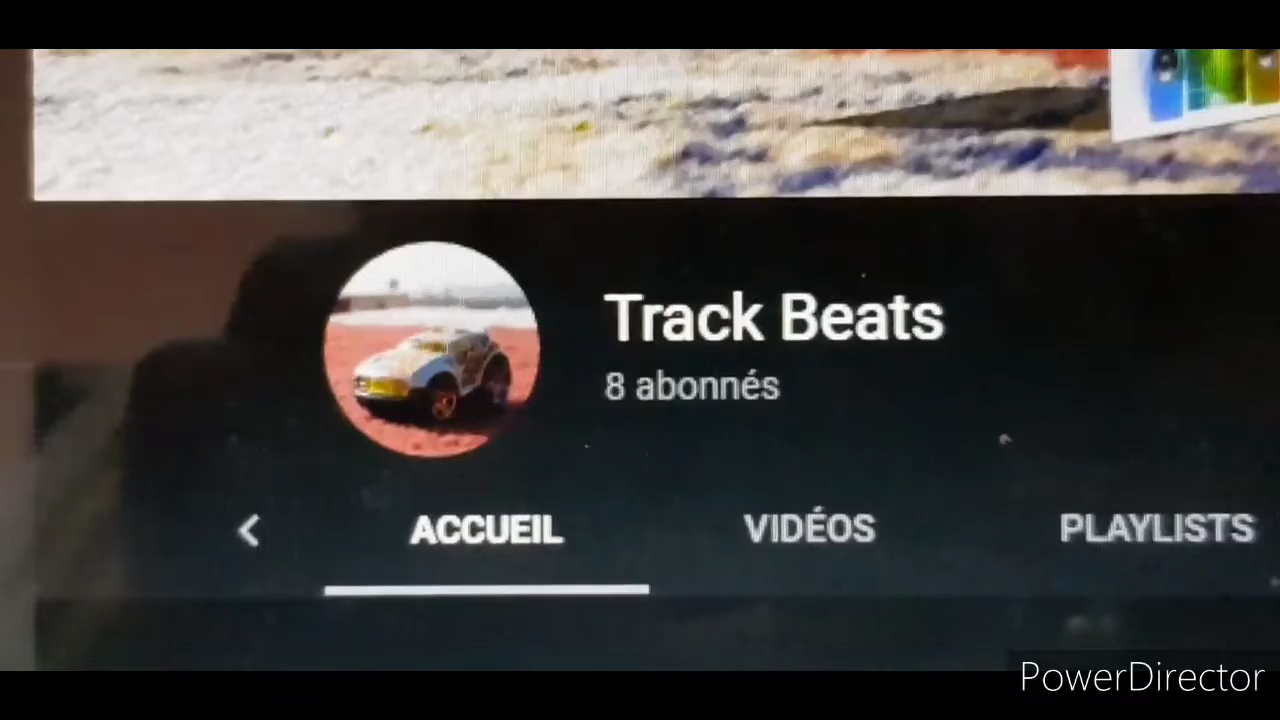 Track Beats
8 abonnés
ACCUEIL
VIDÉOS
PLAYLISTS
PowerDirector